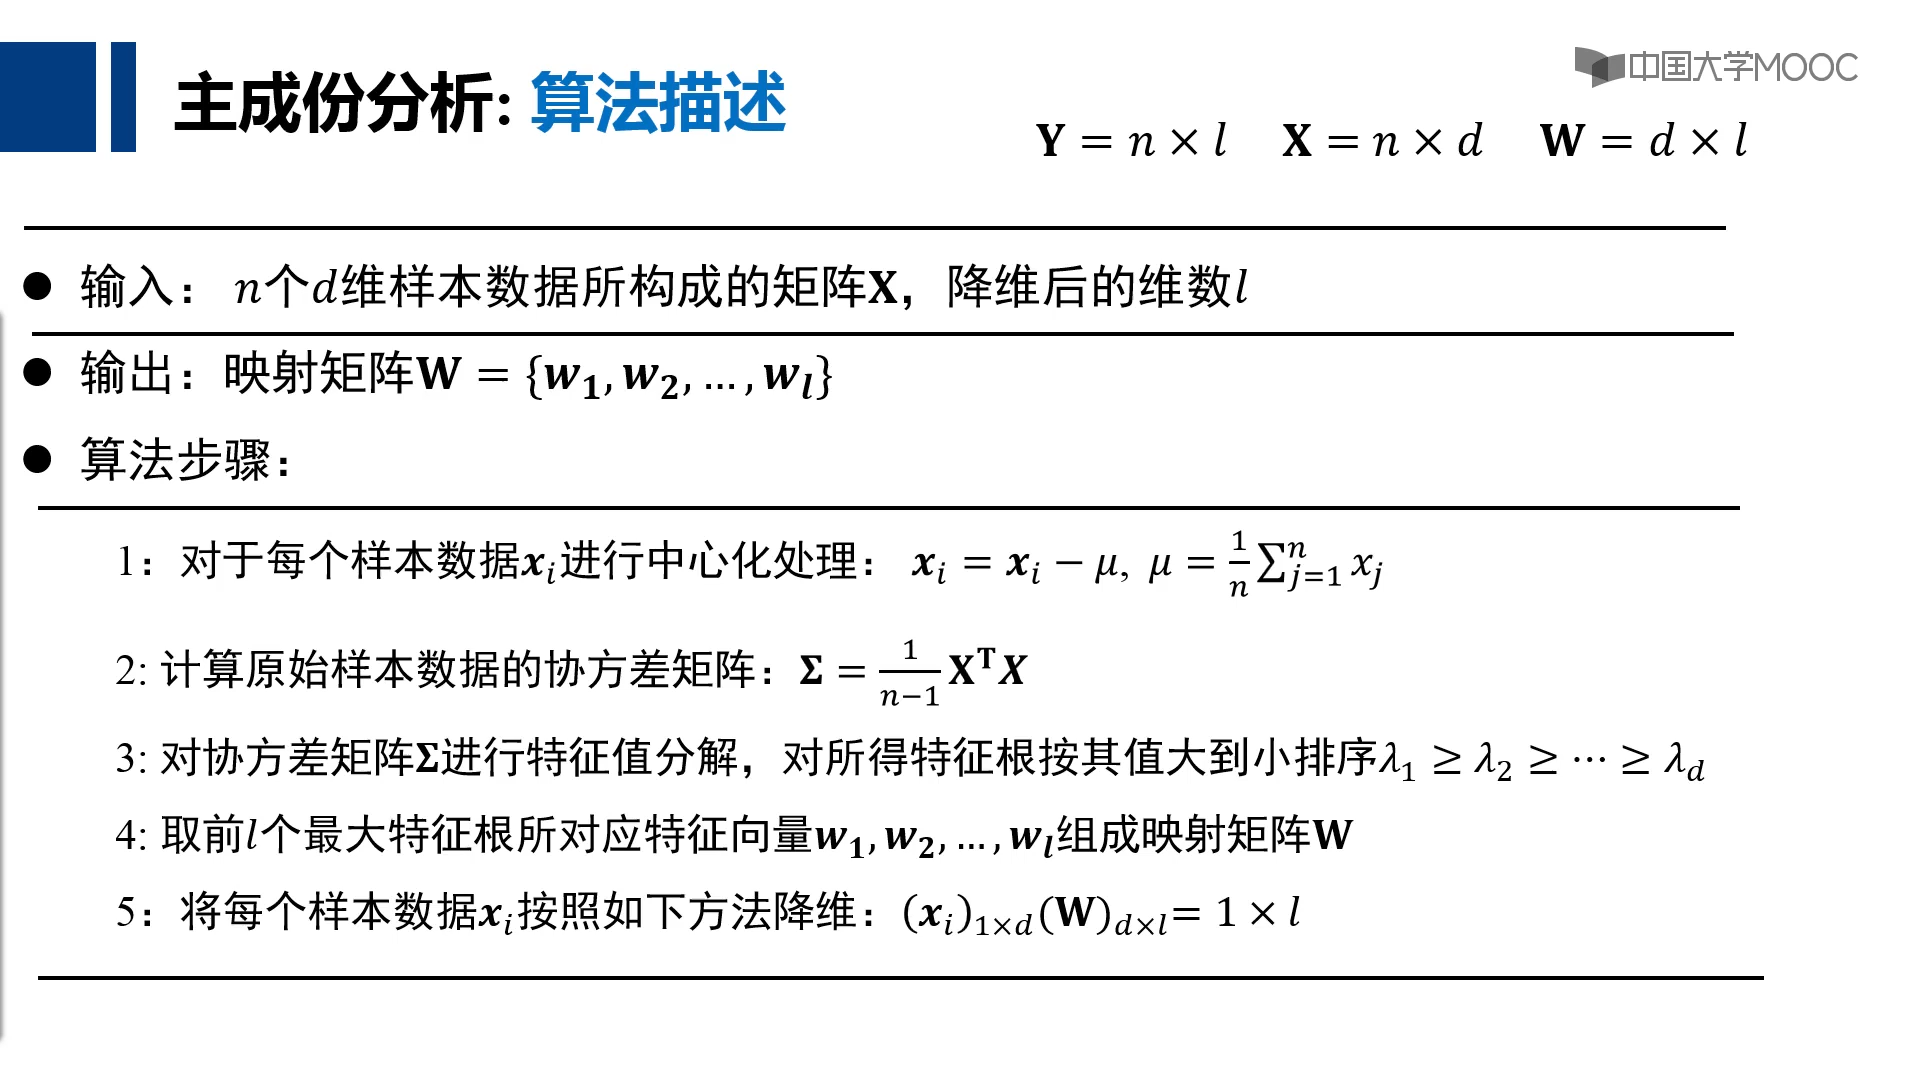 中国大学MOOC
主成份分析: 算法描述
Y = n × l X = n × d W = d × l
● 输入： n个d维样本数据所构成的矩阵X，降维后的维数l
● 输出：映射矩阵W = {w₁, w₂, … , wₗ}
● 算法步骤：
1：对于每个样本数据xᵢ进行中心化处理： xᵢ = xᵢ − μ, μ = 1/n ∑ⁿⱼ₌₁ xⱼ
2: 计算原始样本数据的协方差矩阵：Σ = 1/(n−1) XᵀX
3: 对协方差矩阵Σ进行特征值分解，对所得特征根按其值大到小排序λ₁ ≥ λ₂ ≥ ⋯ ≥ λ_d
4: 取前l个最大特征根所对应特征向量w₁, w₂, … , wₗ组成映射矩阵W
5：将每个样本数据xᵢ按照如下方法降维：(xᵢ)₁×d(W)d×l= 1 × l